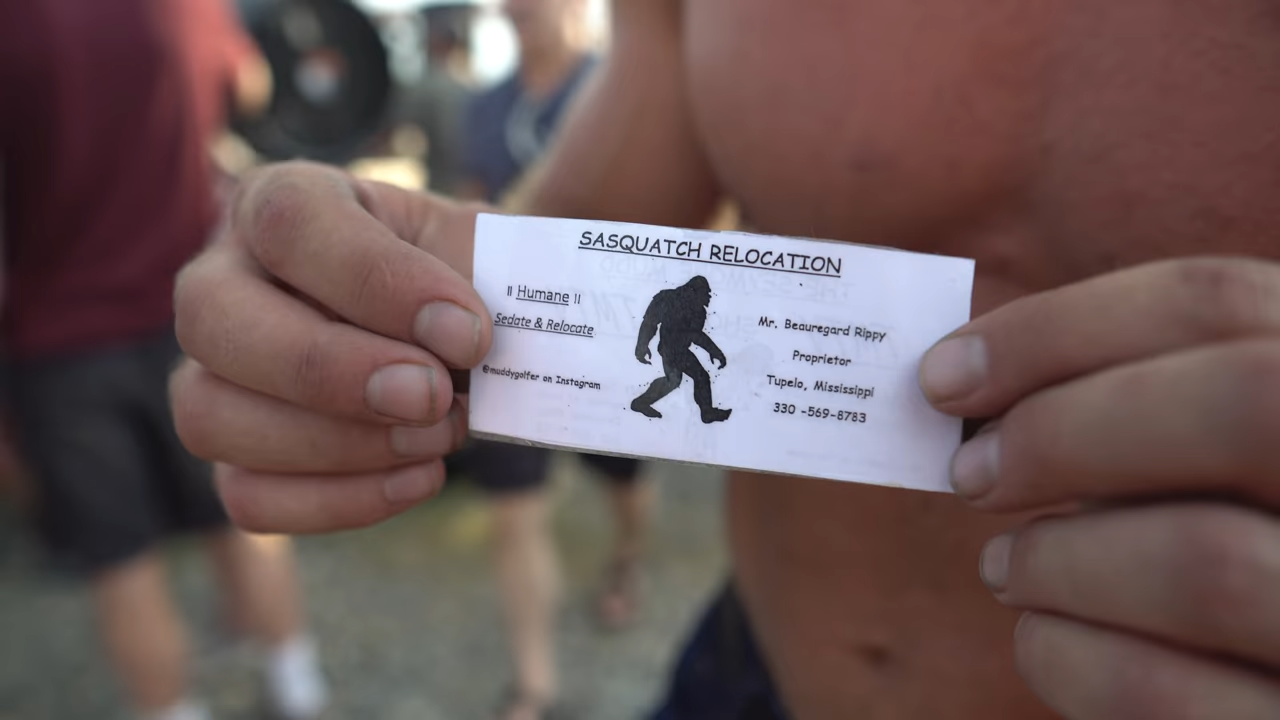 SASQUATCH RELOCATION
!! Humane !!
Sedate & Relocate
@muddygolfer on Instagram
Mr. Beauregard Rippy
Proprietor
Tupelo, Mississippi
330 -569-8783